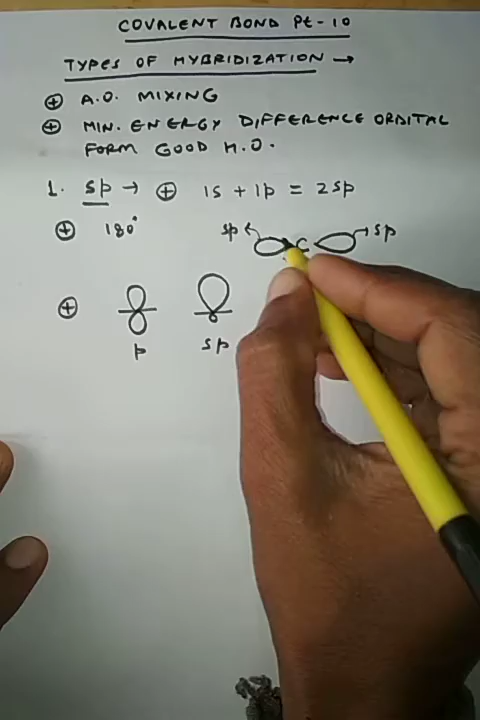 COVALENT BOND Pt-10
TYPES OF HYBRIDIZATION →
⊕ A.O. MIXING
⊕ MIN. ENERGY DIFFERENCE ORBITAL
FORM GOOD H.O.
1. sp → ⊕ 1s + 1p = 2sp
⊕ 180°
sp C sp
⊕
p sp